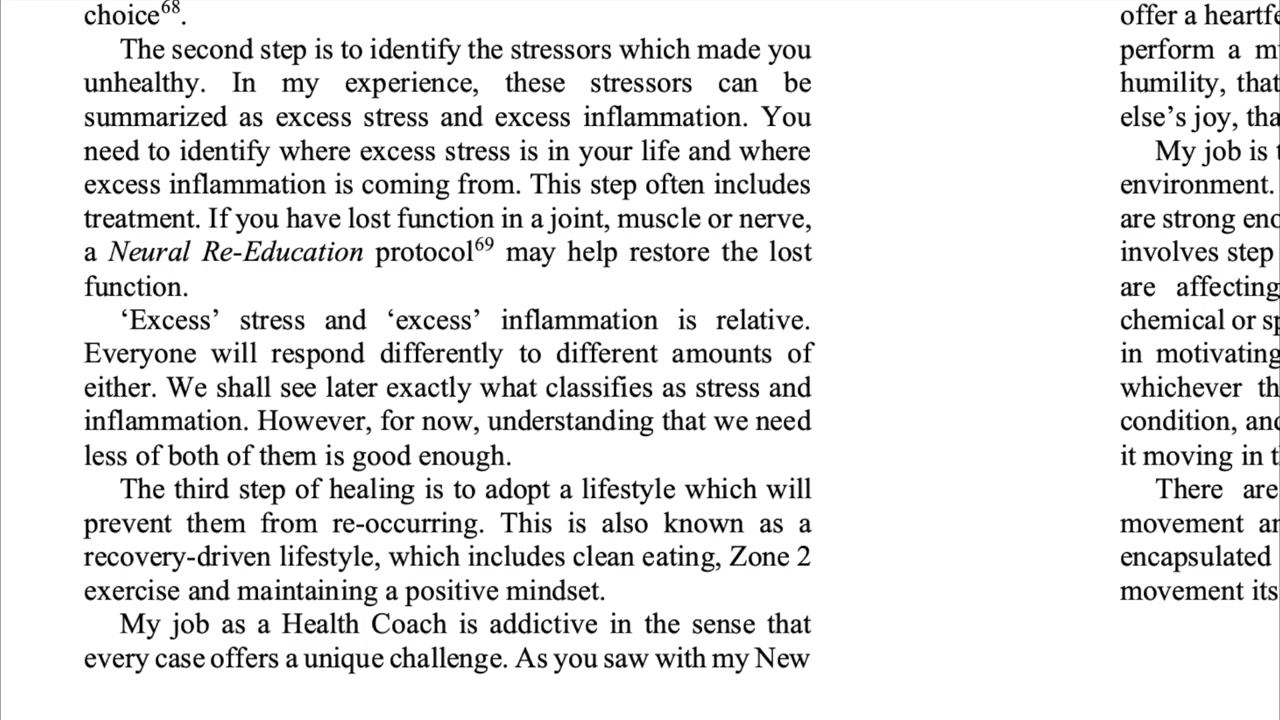 choice⁶⁸.
The second step is to identify the stressors which made you
unhealthy. In my experience, these stressors can be
summarized as excess stress and excess inflammation. You
need to identify where excess stress is in your life and where
excess inflammation is coming from. This step often includes
treatment. If you have lost function in a joint, muscle or nerve,
a Neural Re-Education protocol⁶⁹ may help restore the lost
function.
‘Excess’ stress and ‘excess’ inflammation is relative.
Everyone will respond differently to different amounts of
either. We shall see later exactly what classifies as stress and
inflammation. However, for now, understanding that we need
less of both of them is good enough.
The third step of healing is to adopt a lifestyle which will
prevent them from re-occurring. This is also known as a
recovery-driven lifestyle, which includes clean eating, Zone 2
exercise and maintaining a positive mindset.
My job as a Health Coach is addictive in the sense that
every case offers a unique challenge. As you saw with my New
offer a
perform a
humility, that
else’s joy,
My job is
environment.
are strong
involves step
are affecting
chemical or
in motivating
whichever
condition,
it moving in
There are
movement
encapsulated
movement